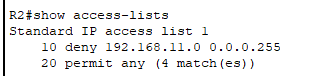 R2#show access-lists
Standard IP access list 1
10 deny 192.168.11.0 0.0.0.255
20 permit any (4 match(es))